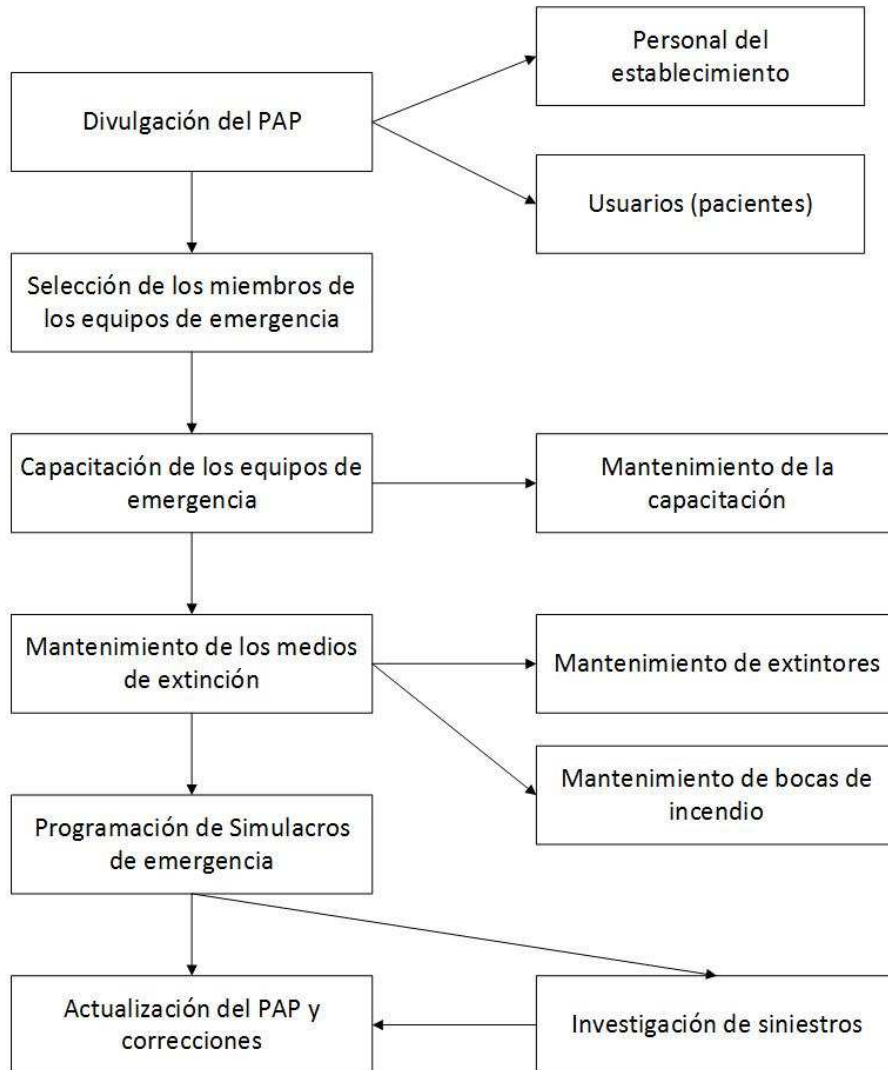 Personal del
establecimiento
Divulgación del PAP
Usuarios (pacientes)
Selección de los miembros de
los equipos de emergencia
Capacitación de los equipos de
emergencia
Mantenimiento de la
capacitación
Mantenimiento de los medios
de extinción
Mantenimiento de extintores
Mantenimiento de bocas de
incendio
Programación de Simulacros
de emergencia
Actualización del PAP y
correcciones
Investigación de siniestros